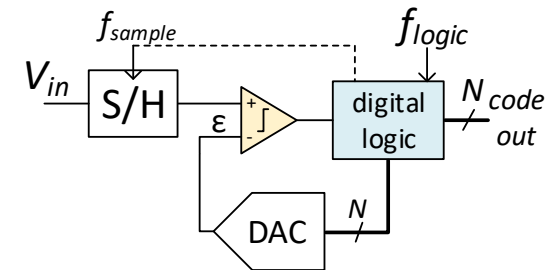 f_sample
f_logic
V_in
S/H
+
ε
-
digital
logic
N code
out
DAC
N